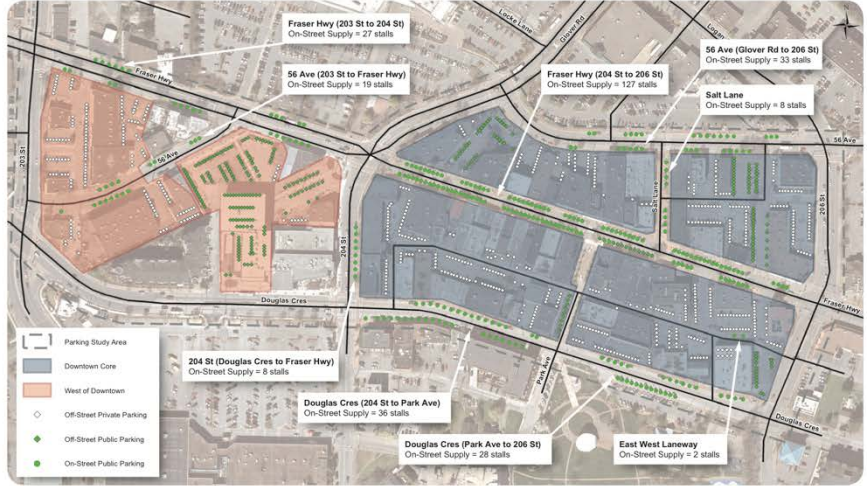 Fraser Hwy (203 St to 204 St)
On-Street Supply = 27 stalls
Locke Lane
Glover Rd
Logan
56 Ave (Glover Rd to 206 St)
On-Street Supply = 33 stalls
56 Ave (203 St to Fraser Hwy)
On-Street Supply = 19 stalls
Fraser Hwy (204 St to 206 St)
On-Street Supply = 127 stalls
Salt Lane
On-Street Supply = 8 stalls
Fraser Hwy
203 St
56 Ave
56 Ave
Salt Lane
206 St
204 St
Douglas Cres
Fraser Hwy
Park Ave
Douglas Cres
Parking Study Area
Downtown Core
West of Downtown
Off-Street Private Parking
Off-Street Public Parking
On-Street Public Parking
204 St (Douglas Cres to Fraser Hwy)
On-Street Supply = 8 stalls
Douglas Cres (204 St to Park Ave)
On-Street Supply = 36 stalls
Douglas Cres (Park Ave to 206 St)
On-Street Supply = 28 stalls
East West Laneway
On-Street Supply = 2 stalls